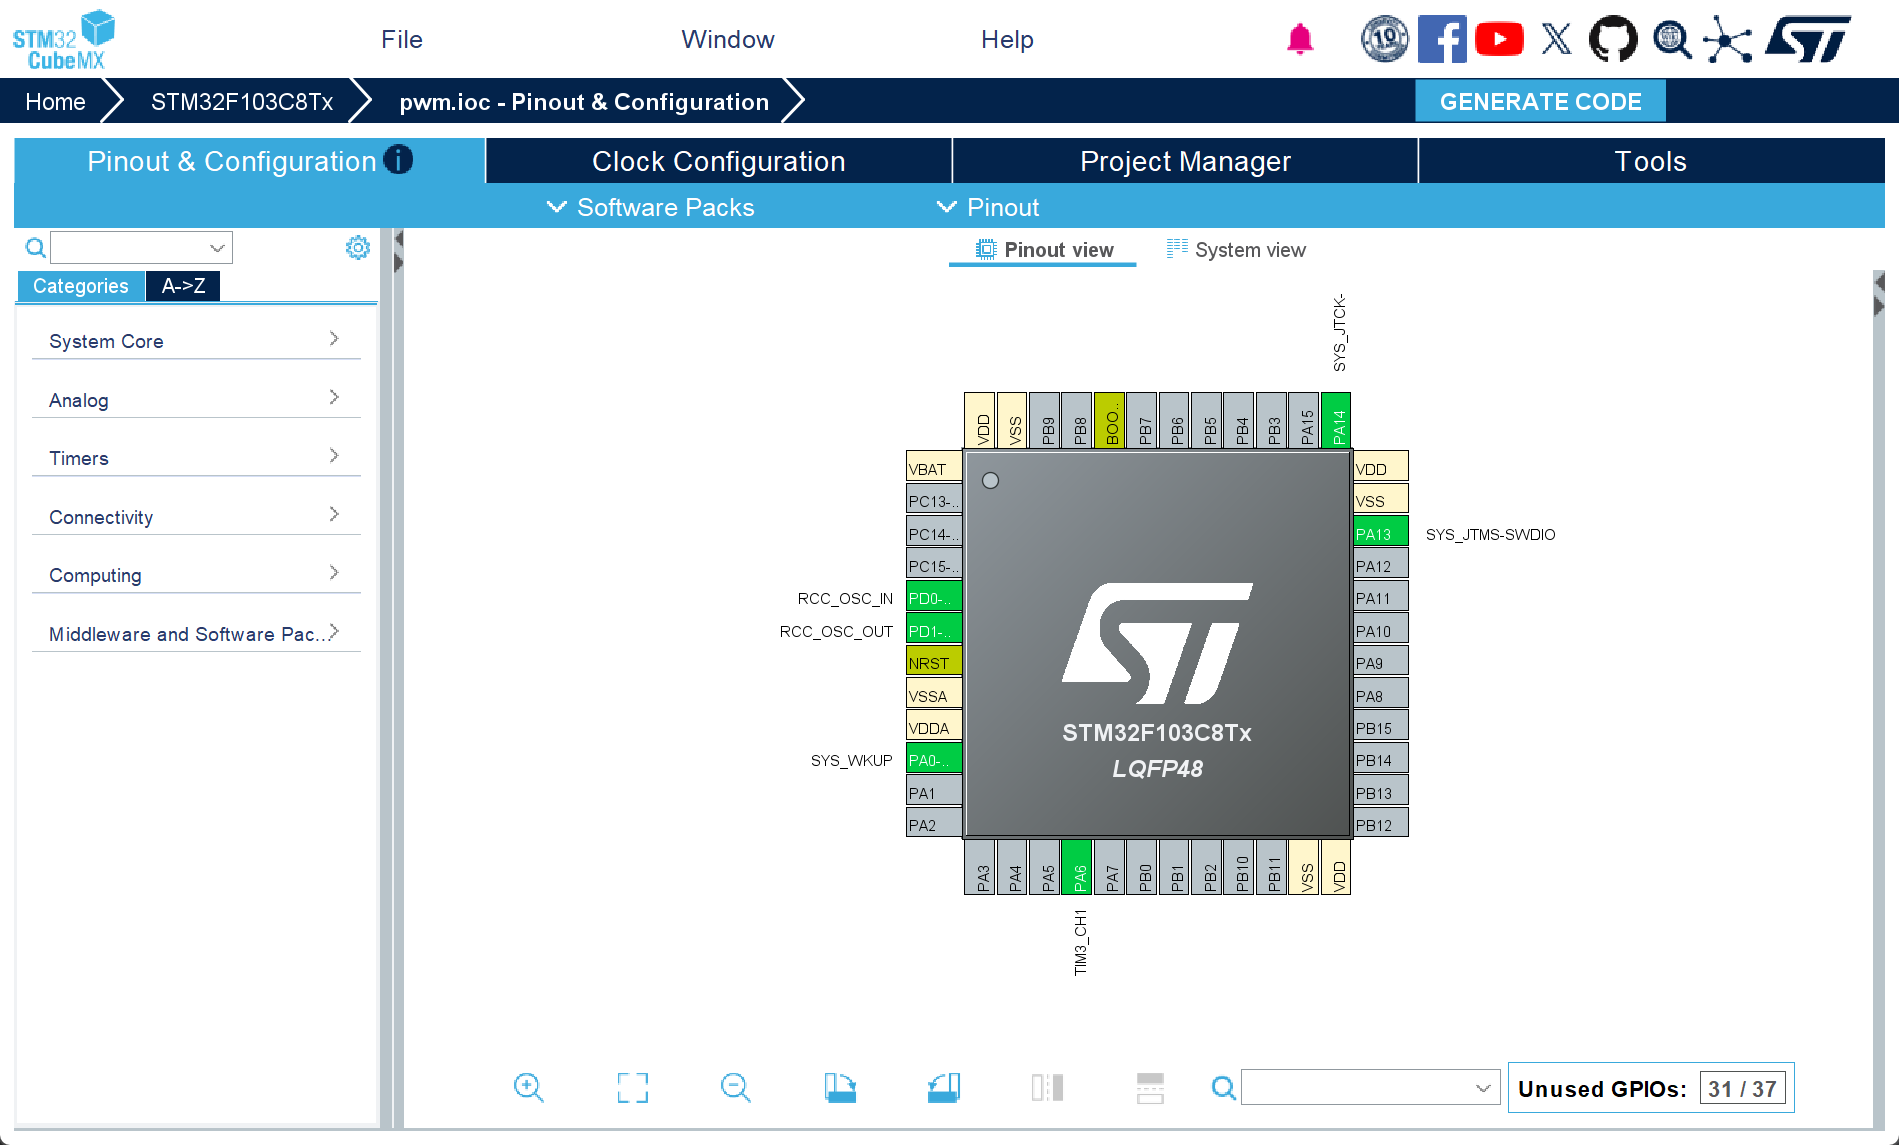 STM32
CubeMX
File
Window
Help
10
Home
STM32F103C8Tx
pwm.ioc - Pinout & Configuration
GENERATE CODE
Pinout & Configuration
Clock Configuration
Project Manager
Tools
Software Packs
Pinout
Pinout view
System view
Categories
A->Z
System Core
Analog
Timers
Connectivity
Computing
Middleware and Software Pac...
SYS_JTCK-
VDD
VSS
PB9
PB8
BOO..
PB7
PB6
PB5
PB4
PB3
PA15
PA14
VBAT
PC13-..
PC14-..
PC15-..
RCC_OSC_IN
PD0-..
RCC_OSC_OUT
PD1-..
NRST
VSSA
VDDA
SYS_WKUP
PA0-..
PA1
PA2
ST
STM32F103C8Tx
LQFP48
VDD
VSS
PA13
SYS_JTMS-SWDIO
PA12
PA11
PA10
PA9
PA8
PB15
PB14
PB13
PB12
PA3
PA4
PA5
PA6
PA7
PB0
PB1
PB2
PB10
PB11
VSS
VDD
TIM3_CH1
Unused GPIOs:
31 / 37